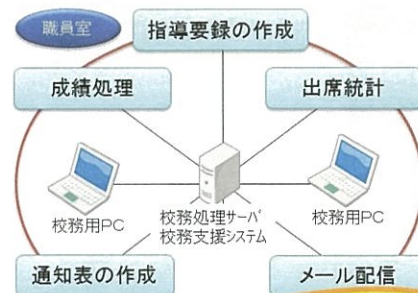 職員室
指導要録の作成
成績処理
出席統計
校務用PC
校務処理サーバ
校務支援システム
校務用PC
通知表の作成
メール配信